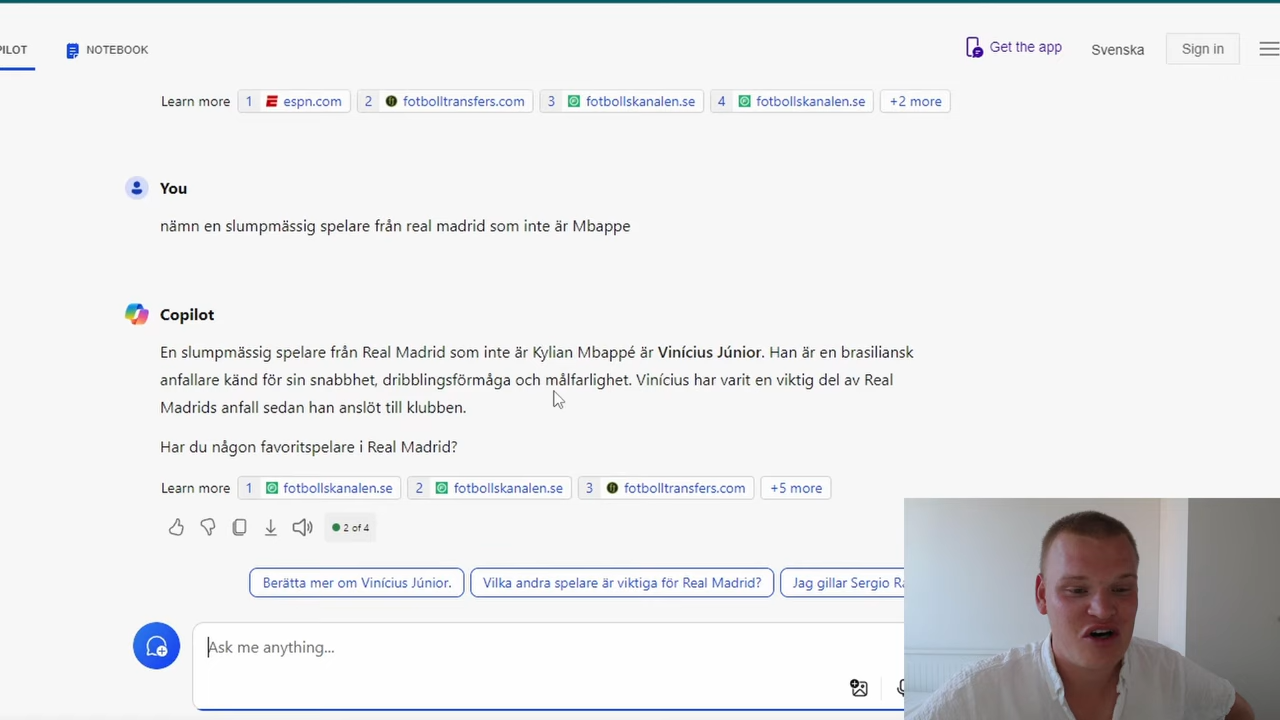 PILOT NOTEBOOK Get the app Svenska Sign in
Learn more 1 espn.com 2 fotbolltransfers.com 3 fotbollskanalen.se 4 fotbollskanalen.se +2 more
You
nämn en slumpmässig spelare från real madrid som inte är Mbappe
Copilot
En slumpmässig spelare från Real Madrid som inte är Kylian Mbappé är Vinícius Júnior. Han är en brasiliansk
anfallare känd för sin snabbhet, dribblingsförmåga och målfarlighet. Vinícius har varit en viktig del av Real
Madrids anfall sedan han anslöt till klubben.
Har du någon favoritspelare i Real Madrid?
Learn more 1 fotbollskanalen.se 2 fotbollskanalen.se 3 fotbolltransfers.com +5 more
2 of 4
Berätta mer om Vinícius Júnior. Vilka andra spelare är viktiga för Real Madrid? Jag gillar Sergio Ra
Ask me anything...